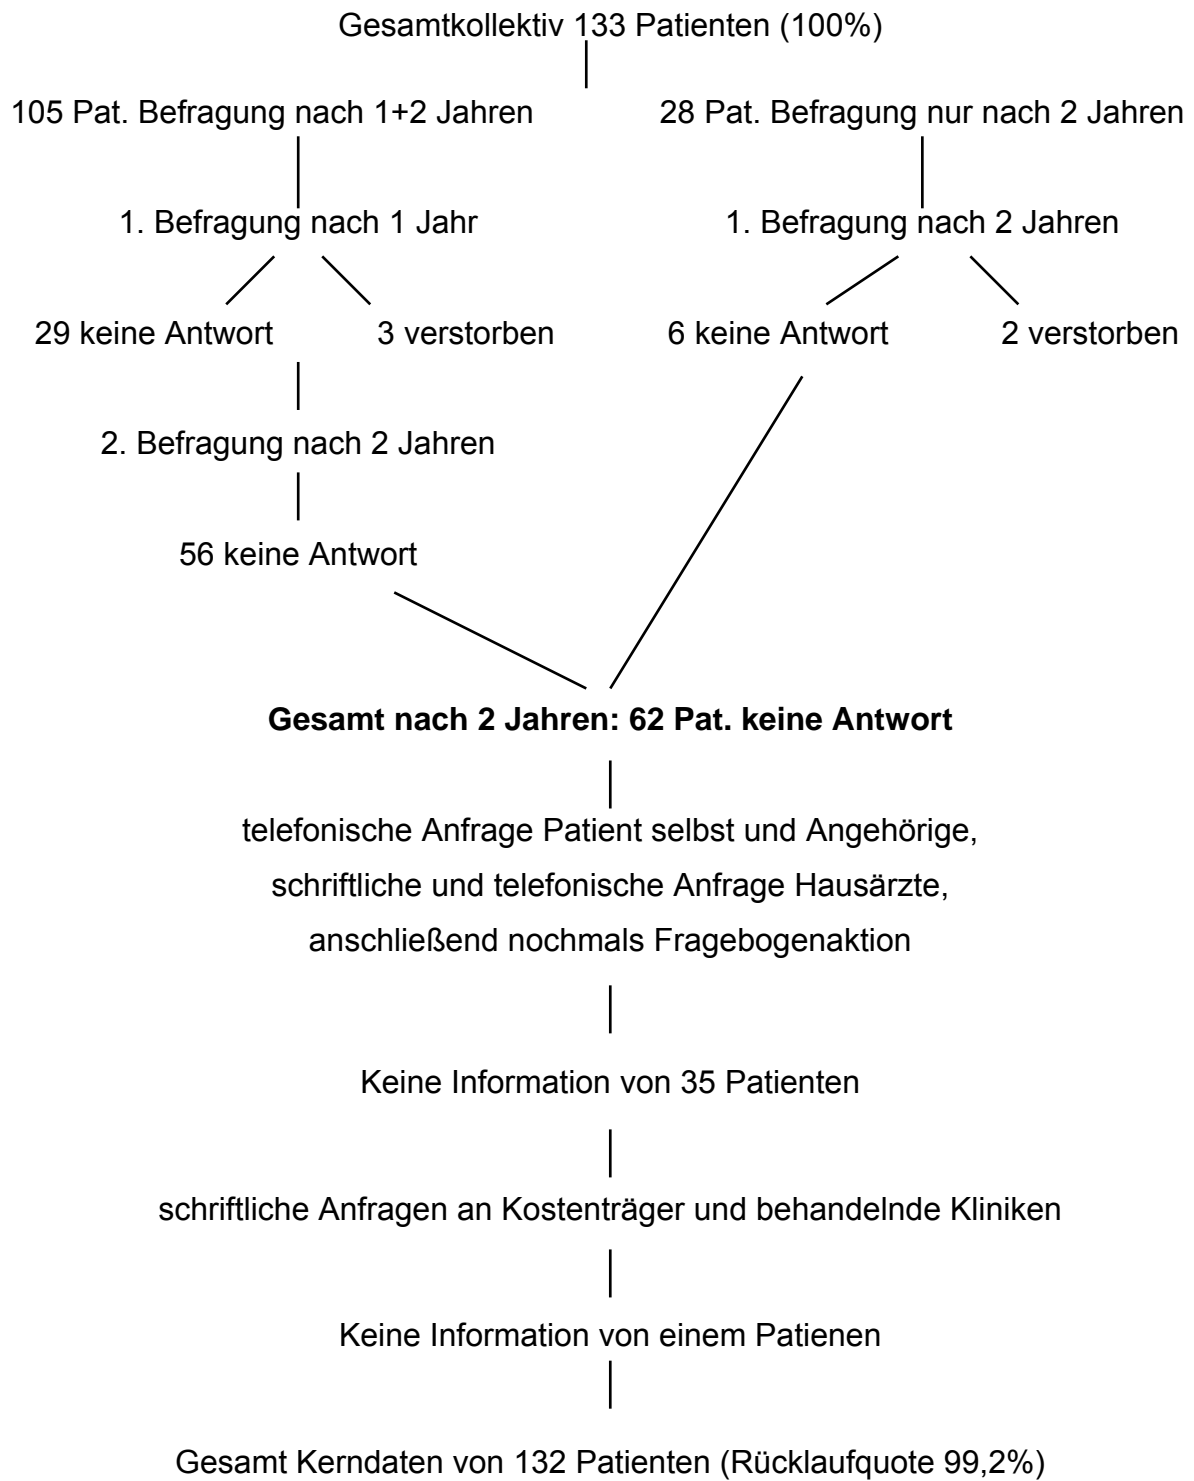 Gesamtkollektiv 133 Patienten (100%)
105 Pat. Befragung nach 1+2 Jahren
28 Pat. Befragung nur nach 2 Jahren
1. Befragung nach 1 Jahr
1. Befragung nach 2 Jahren
29 keine Antwort
3 verstorben
6 keine Antwort
2 verstorben
2. Befragung nach 2 Jahren
56 keine Antwort
Gesamt nach 2 Jahren: 62 Pat. keine Antwort
telefonische Anfrage Patient selbst und Angehörige,
schriftliche und telefonische Anfrage Hausärzte,
anschließend nochmals Fragebogenaktion
Keine Information von 35 Patienten
schriftliche Anfragen an Kostenträger und behandelnde Kliniken
Keine Information von einem Patienen
Gesamt Kerndaten von 132 Patienten (Rücklaufquote 99,2%)